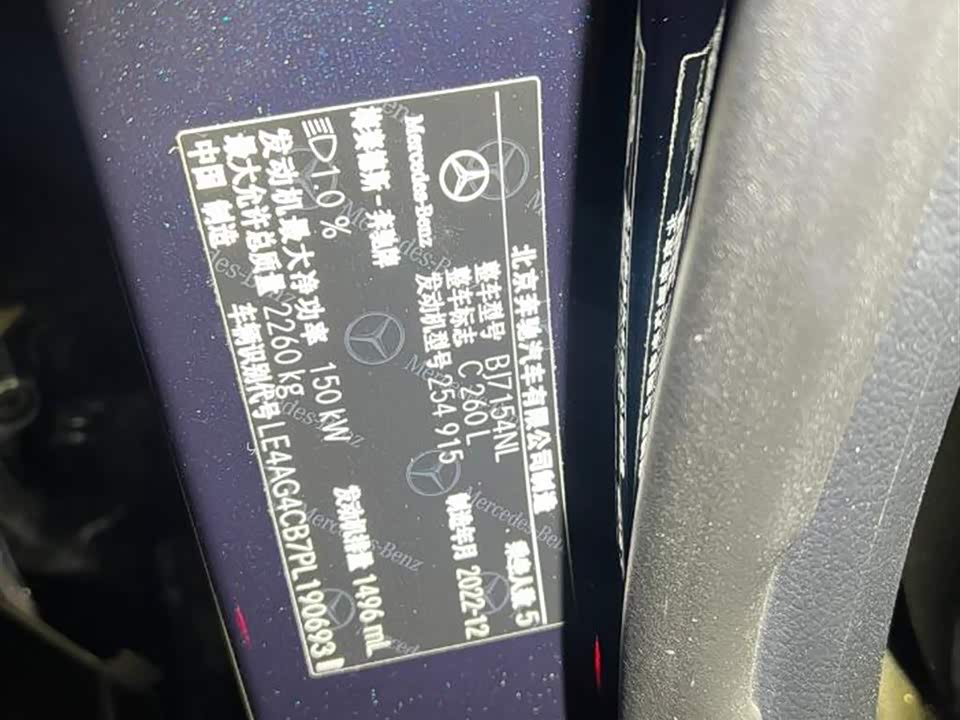 北京奔驰汽车有限公司制造
Mercedes-Benz
整车型号 BJ7154NL
乘坐人数 5
整车标志 C 260 L
制造年月 2022-12
梅赛德斯-奔驰牌
发动机型号 254 915
1.0 %
发动机最大净功率 150 kW
发动机排量 1496 mL
最大允许总质量 2260 kg
中国 制造
车辆识别代号 LE4AG4CB7PL190693